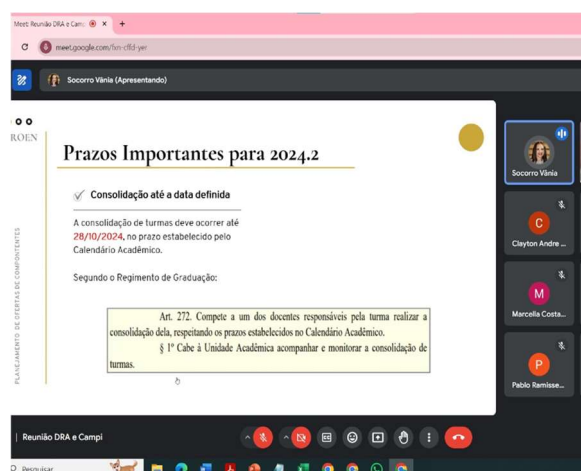 Meet: Reunião DRA e Cam
meet.google.com/fsn-cffd-yer
Socorro Vânia (Apresentando)
Prazos Importantes para 2024.2
Consolidação até a data definida
A consolidação de turmas deve ocorrer até
28/10/2024, no prazo estabelecido pelo
Calendário Acadêmico.
Segundo o Regimento de Graduação:
Art. 272. Compete a um dos docentes responsáveis pela turma realizar a
consolidação dela, respeitando os prazos estabelecidos no Calendário Acadêmico.
§ 1º Cabe à Unidade Acadêmica acompanhar e monitorar a consolidação de
turmas.
PLANEJAMENTO DE OFERTAS DE COMPONTENTES
ROEN
Socorro Vânia
C
Clayton Andre ...
M
Marcella Costa...
P
Pablo Ramisse...
Reunião DRA e Campi
Pesquisar